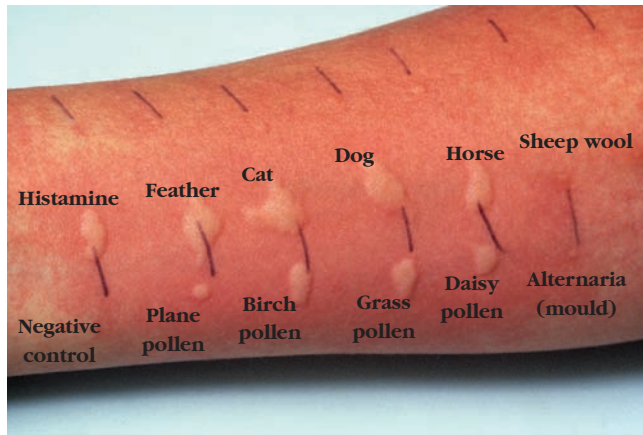 Histamine
Feather
Cat
Dog
Horse
Sheep wool
Negative
control
Plane
pollen
Birch
pollen
Grass
pollen
Daisy
pollen
Alternaria
(mould)